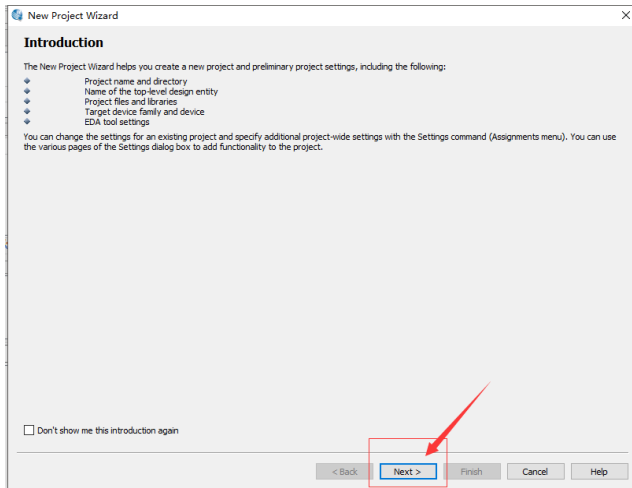 New Project Wizard
Introduction
The New Project Wizard helps you create a new project and preliminary project settings, including the following:
Project name and directory
Name of the top-level design entity
Project files and libraries
Target device family and device
EDA tool settings
You can change the settings for an existing project and specify additional project-wide settings with the Settings command (Assignments menu). You can use
the various pages of the Settings dialog box to add functionality to the project.
Don't show me this introduction again
< Back Next > Finish Cancel Help